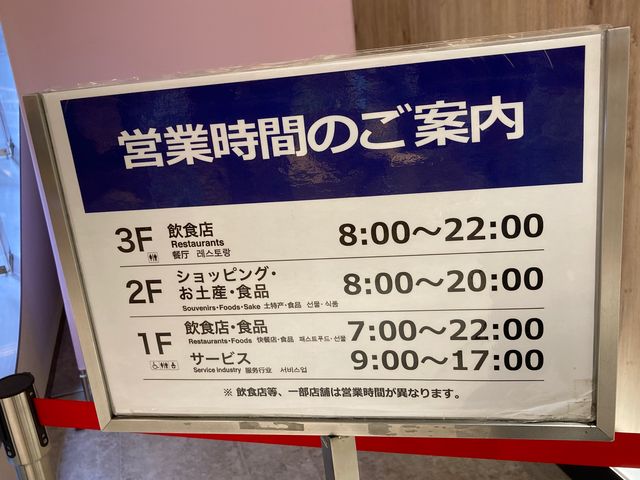 営業時間のご案内
3F 飲食店 8:00～22:00
Restaurants
餐厅 레스토랑
2F ショッピング・ 8:00～20:00
お土産・食品
Souvenirs・Foods・Sake 土特产・食品 선물・식품
1F 飲食店・食品 7:00～22:00
Restaurants・Foods 快餐店・食品 패스트푸드・선물
サービス 9:00～17:00
Service Industry 服务行业 서비스업
※ 飲食店等、一部店舗は営業時間が異なります。